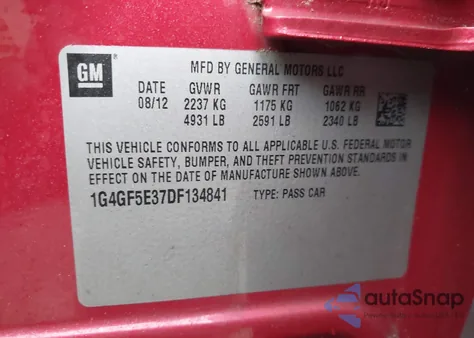 GM
MFD BY GENERAL MOTORS LLC
DATE GVWR GAWR FRT GAWR RR
08/12 2237 KG 1175 KG 1062 KG
4931 LB 2591 LB 2340 LB
THIS VEHICLE CONFORMS TO ALL APPLICABLE U.S. FEDERAL MOTOR
VEHICLE SAFETY, BUMPER, AND THEFT PREVENTION STANDARDS IN
EFFECT ON THE DATE OF MANUFACTURE SHOWN ABOVE.
1G4GF5E37DF134841 TYPE: PASS CAR
autoSnap